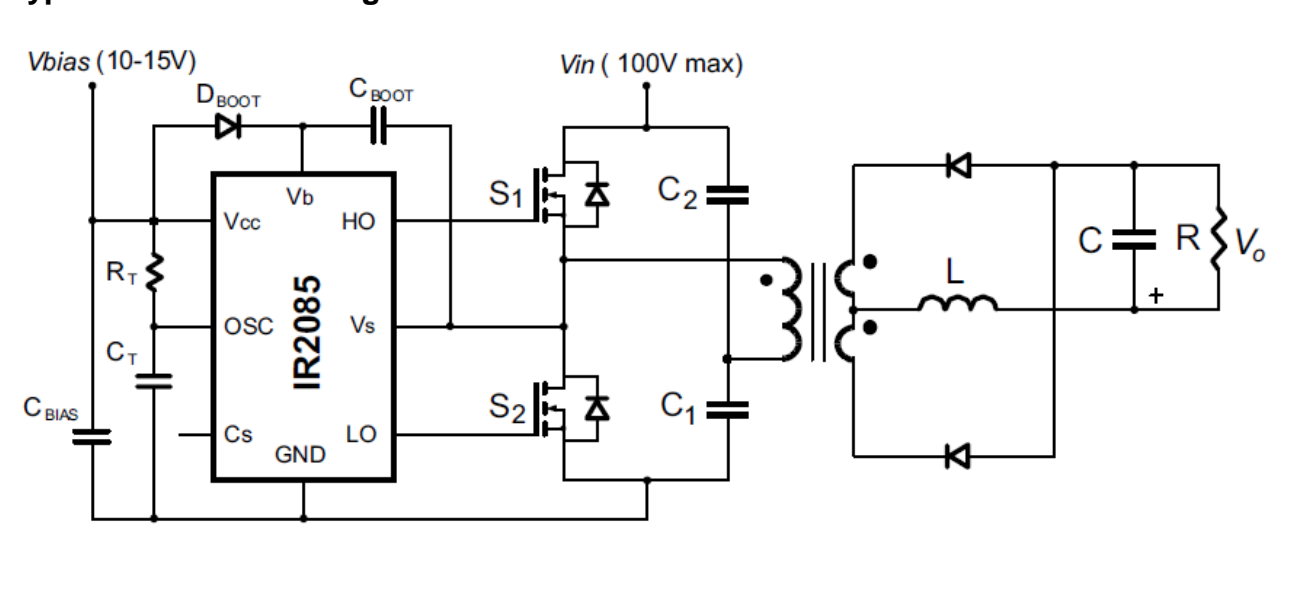 Vbias (10-15V)
Vin ( 100V max)
DBOOT
CBOOT
Vb
Vcc
HO
S1
C2
RT
IR2085
OSC
Vs
CT
L
C
R
Vo
+
CBIAS
Cs
LO
S2
C1
GND